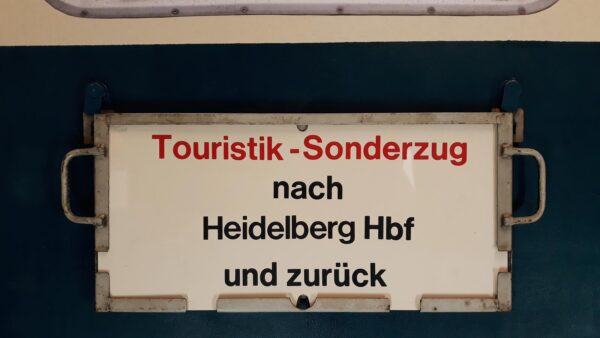 Touristik - Sonderzug
nach
Heidelberg Hbf
und zurück